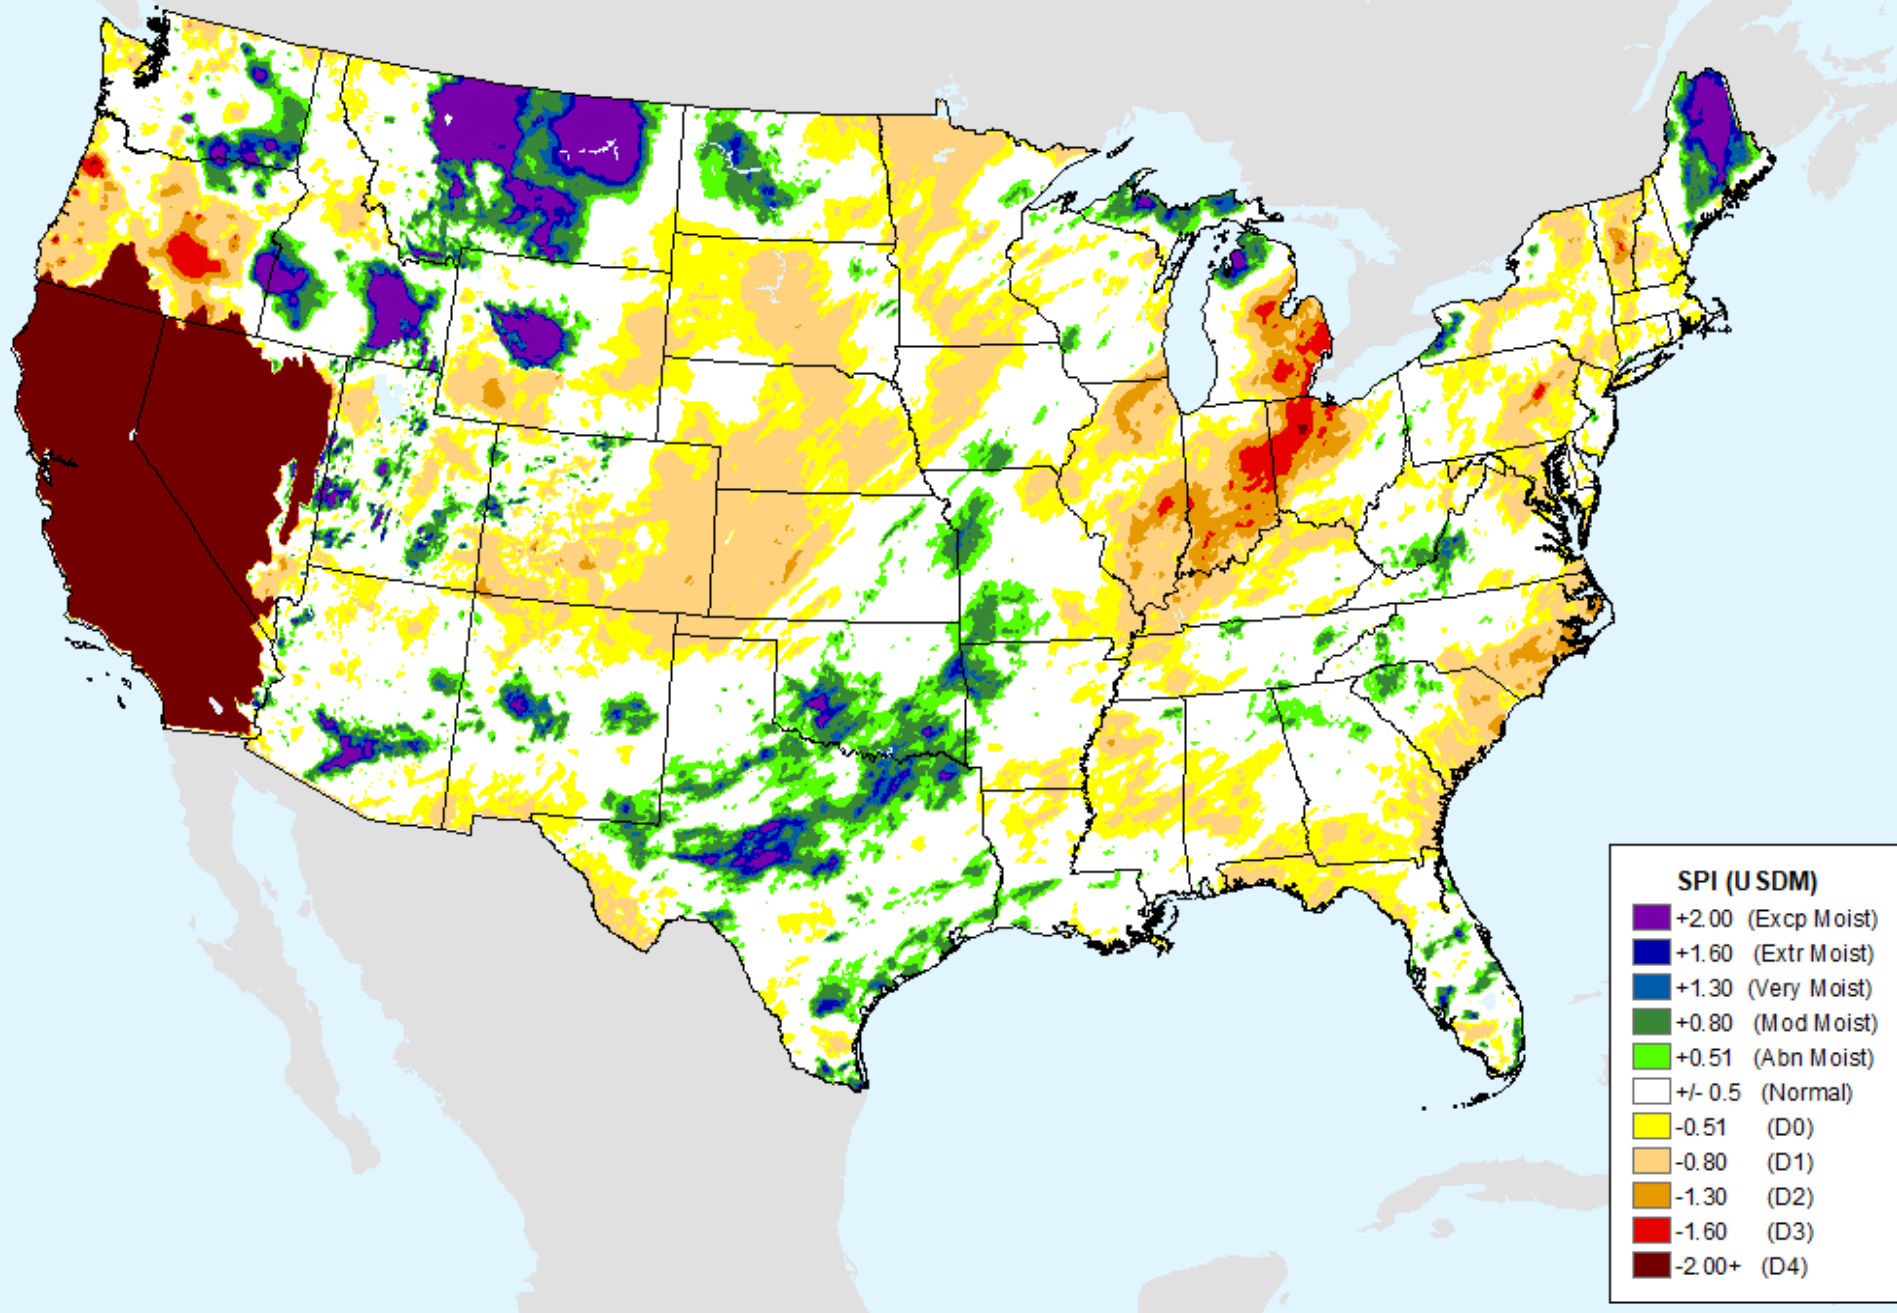 SPI (USDM)
+2.00 (Excp Moist)
+1.60 (Extr Moist)
+1.30 (Very Moist)
+0.80 (Mod Moist)
+0.51 (Abn Moist)
+/- 0.5 (Normal)
-0.51 (D0)
-0.80 (D1)
-1.30 (D2)
-1.60 (D3)
-2.00+ (D4)